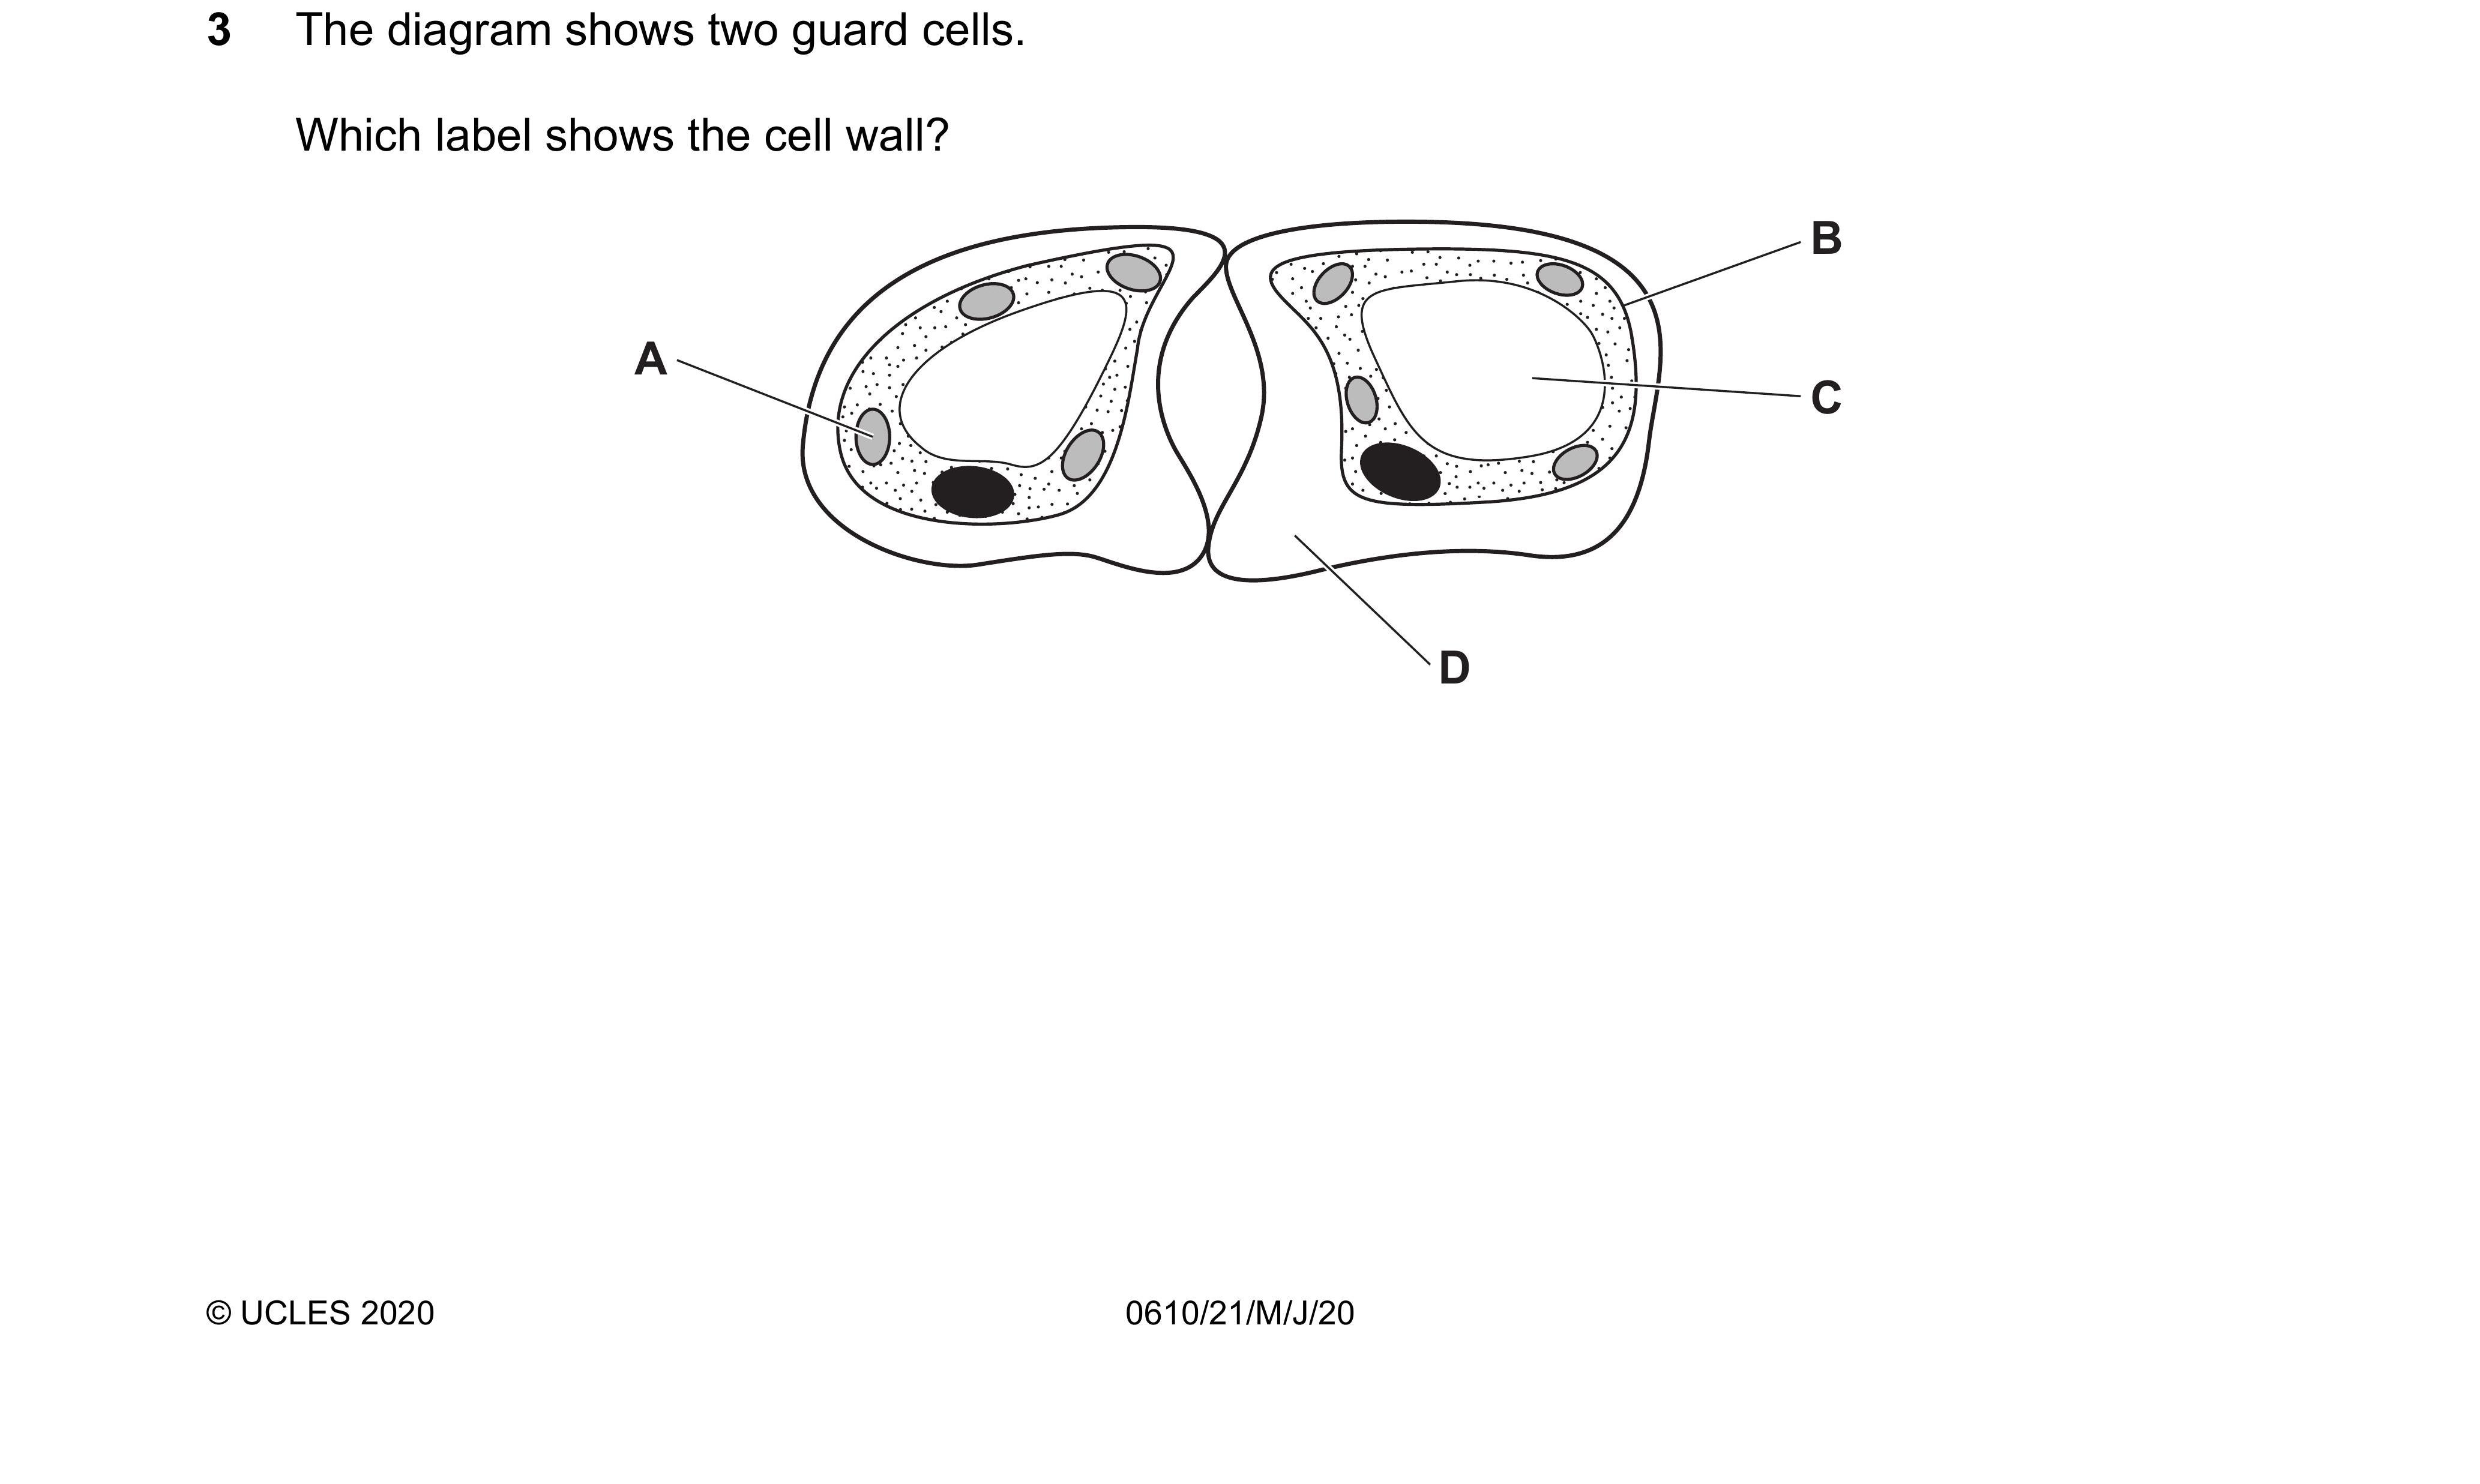 3 The diagram shows two guard cells.
Which label shows the cell wall?
B
A
C
D
© UCLES 2020 0610/21/M/J/20